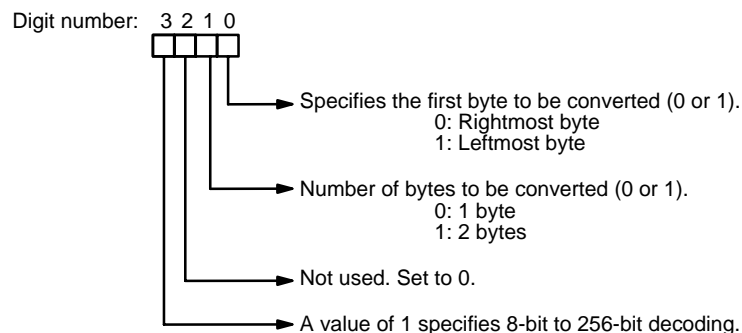 Digit number: 3 2 1 0
Specifies the first byte to be converted (0 or 1).
0: Rightmost byte
1: Leftmost byte
Number of bytes to be converted (0 or 1).
0: 1 byte
1: 2 bytes
Not used. Set to 0.
A value of 1 specifies 8-bit to 256-bit decoding.